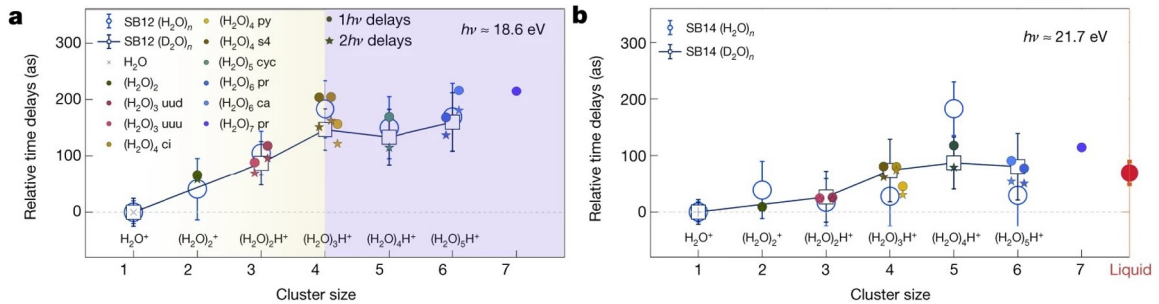 a
Relative time delays (as)
300
200
100
0
SB12 (H₂O)ₙ
SB12 (D₂O)ₙ
H₂O
(H₂O)₂
(H₂O)₃ uud
(H₂O)₃ uuu
(H₂O)₄ ci
(H₂O)₄ py
(H₂O)₄ s4
(H₂O)₅ cyc
(H₂O)₆ pr
(H₂O)₆ ca
(H₂O)₇ pr
1hν delays
2hν delays
hν ≈ 18.6 eV
H₂O⁺ (H₂O)₂⁺ (H₂O)₂H⁺ (H₂O)₃H⁺ (H₂O)₄H⁺ (H₂O)₅H⁺
1 2 3 4 5 6 7
Cluster size
b
Relative time delays (as)
300
200
100
0
SB14 (H₂O)ₙ
SB14 (D₂O)ₙ
hν ≈ 21.7 eV
H₂O⁺ (H₂O)₂⁺ (H₂O)₂H⁺ (H₂O)₃H⁺ (H₂O)₄H⁺ (H₂O)₅H⁺
1 2 3 4 5 6 7 Liquid
Cluster size